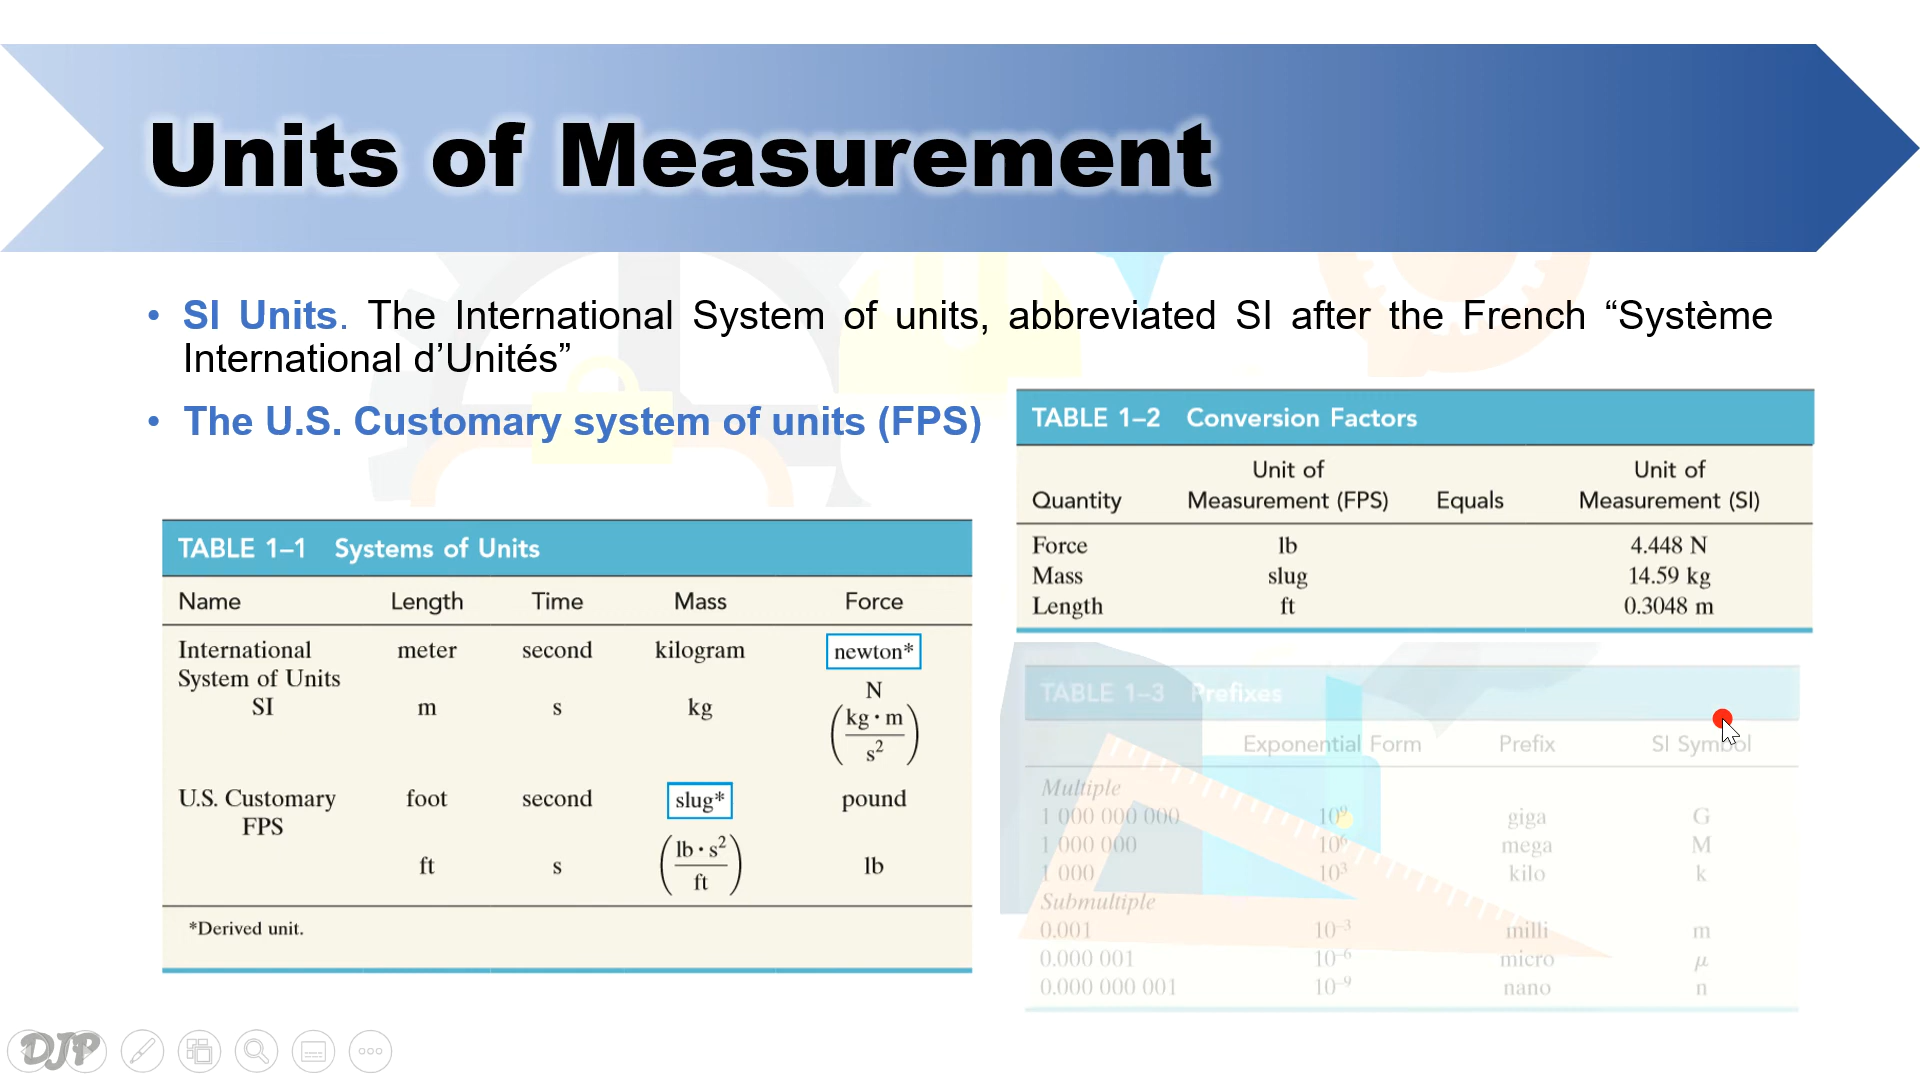 Units of Measurement
• SI Units. The International System of units, abbreviated SI after the French “Système
International d’Unités”
• The U.S. Customary system of units (FPS)
TABLE 1–1 Systems of Units
Name Length Time Mass Force
International meter second kilogram newton*
System of Units N
SI m s kg (kg · m / s²)
U.S. Customary foot second slug* pound
FPS
ft s (lb · s² / ft) lb
*Derived unit.
TABLE 1–2 Conversion Factors
Unit of Unit of
Quantity Measurement (FPS) Equals Measurement (SI)
Force lb 4.448 N
Mass slug 14.59 kg
Length ft 0.3048 m
TABLE 1–3 Prefixes
Exponential Form Prefix SI Symbol
Multiple
1 000 000 000 10⁹ giga G
1 000 000 10⁶ mega M
1 000 10³ kilo k
Submultiple
0.001 10⁻³ milli m
0.000 001 10⁻⁶ micro μ
0.000 000 001 10⁻⁹ nano n
DJP